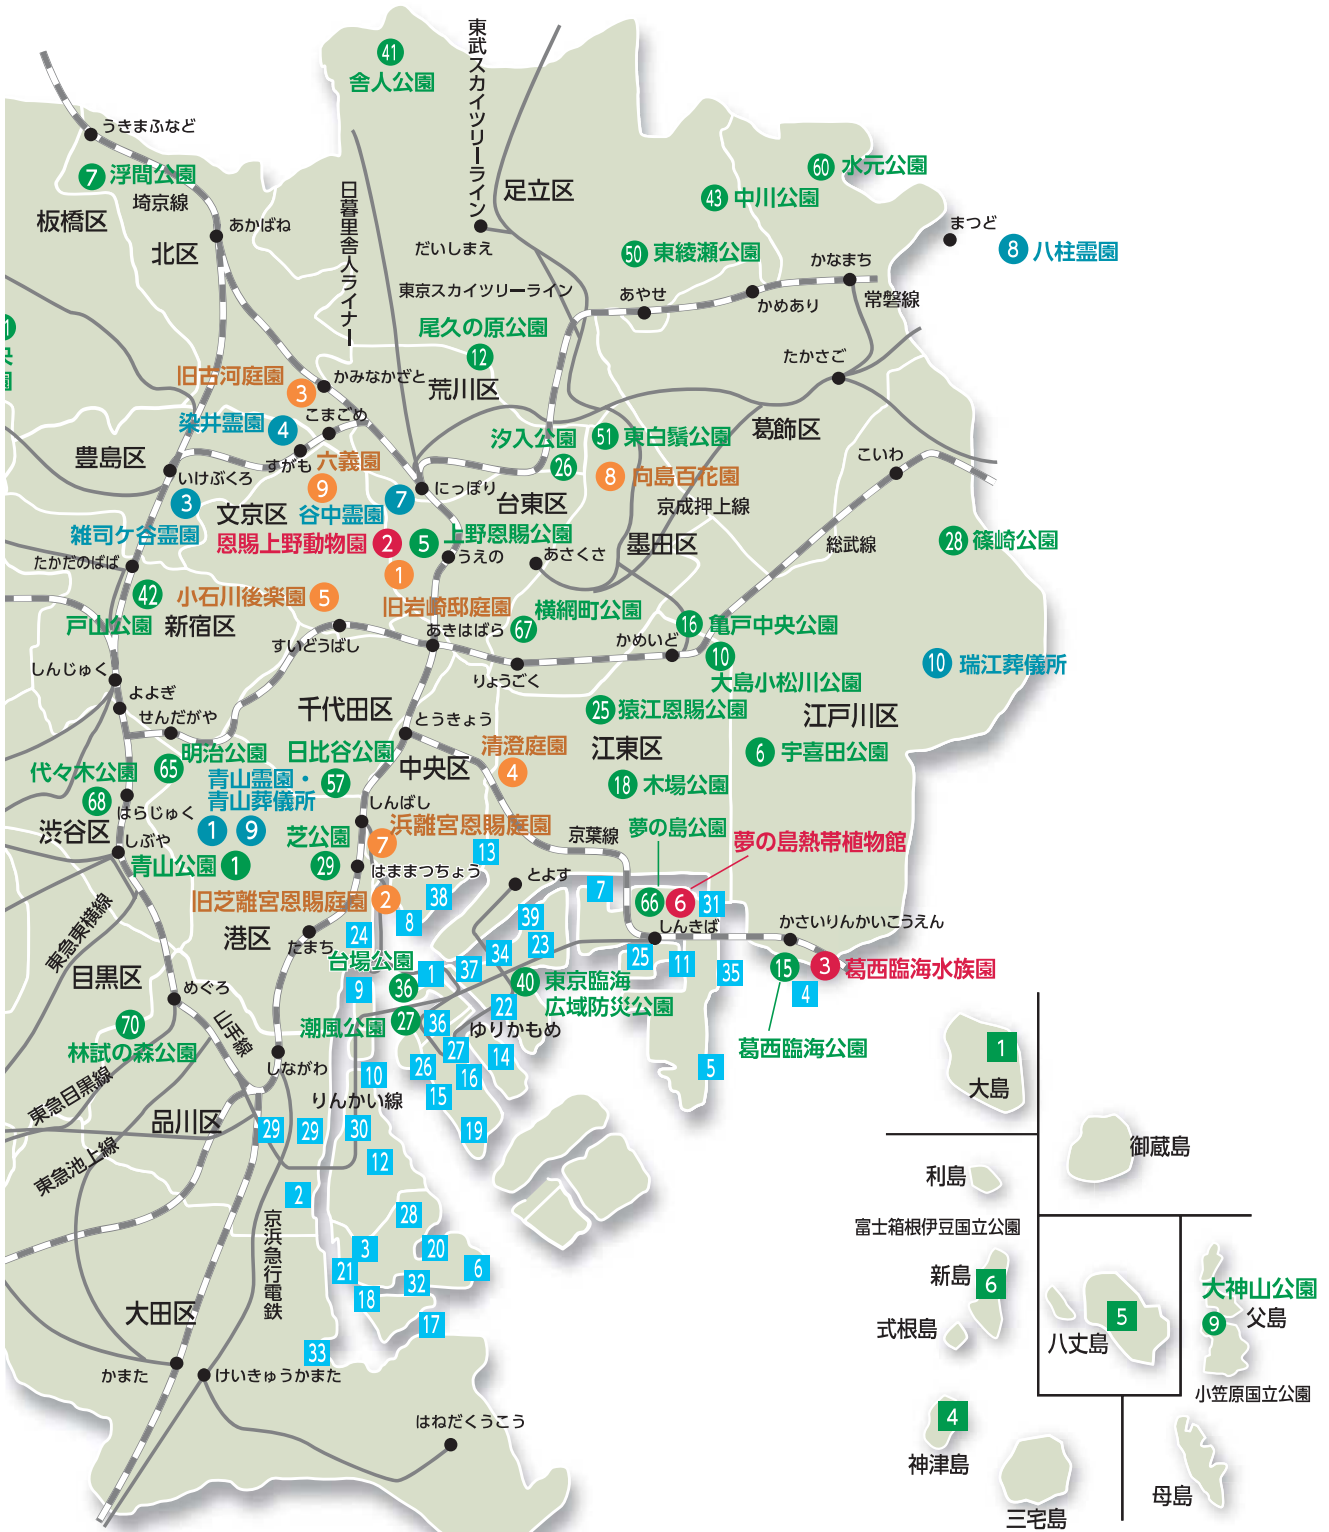 41
舎人公園
東武スカイツリーライン
うきまふなど
7 浮間公園
埼京線
板橋区
北区
あかばね
日暮里舎人ライナー
足立区
だいしまえ
60 水元公園
43 中川公園
まつど
8 八柱霊園
50 東綾瀬公園
かなまち
東京スカイツリーライン
あやせ
かめあり
常磐線
尾久の原公園
12
たかさご
旧古河庭園
3
かみなかざと
荒川区
染井霊園 4
こまごめ
葛飾区
汐入公園
26
51 東白鬚公園
豊島区
すがも
六義園
9
こいわ
いけぶくろ
3
7
にっぽり
台東区
8 向島百花園
京成押上線
文京区
谷中霊園
雑司ケ谷霊園
恩賜上野動物園 2
5 上野恩賜公園
うえの
あさくさ
墨田区
総武線
28 篠崎公園
たかだのばば
1
42
小石川後楽園 5
旧岩崎邸庭園
横網町公園
67
戸山公園
新宿区
すいどうばし
あきはばら
かめいど
16 亀戸中央公園
10
大島小松川公園
10 瑞江葬儀所
しんじゅく
りょうごく
よよぎ
せんだがや
千代田区
とうきょう
25 猿江恩賜公園
江戸川区
明治公園
65
日比谷公園
57
中央区
清澄庭園
4
江東区
6 宇喜田公園
代々木公園
68
青山霊園・
青山葬儀所
1 9
18 木場公園
はらじゅく
しんばし
渋谷区
しぶや
芝公園
29
浜離宮恩賜庭園
7
京葉線
夢の島公園
夢の島熱帯植物館
青山公園 1
はままつちょう
13
とよす
旧芝離宮恩賜庭園 2
38
7
66
6
31
港区
たまち
24
8
39
しんきば
かさいりんかいこうえん
東急東横線
台場公園
36
1
37
34
23
25
11
35
15
3 葛西臨海水族園
4
目黒区
めぐろ
9
40 東京臨海
広域防災公園
22
70
林試の森公園
山手線
潮風公園 27
36
ゆりかもめ
葛西臨海公園
1
大島
しながわ
27
14
26
16
5
10
15
東急目黒線
りんかい線
品川区
29
29
30
19
東急池上線
12
御蔵島
利島
2
28
富士箱根伊豆国立公園
京浜急行電鉄
3
20
21
6
32
18
17
33
新島
6
式根島
5
八丈島
大神山公園
9
父島
小笠原国立公園
大田区
かまた
けいきゅうかまた
はねだくうこう
4
神津島
三宅島
母島